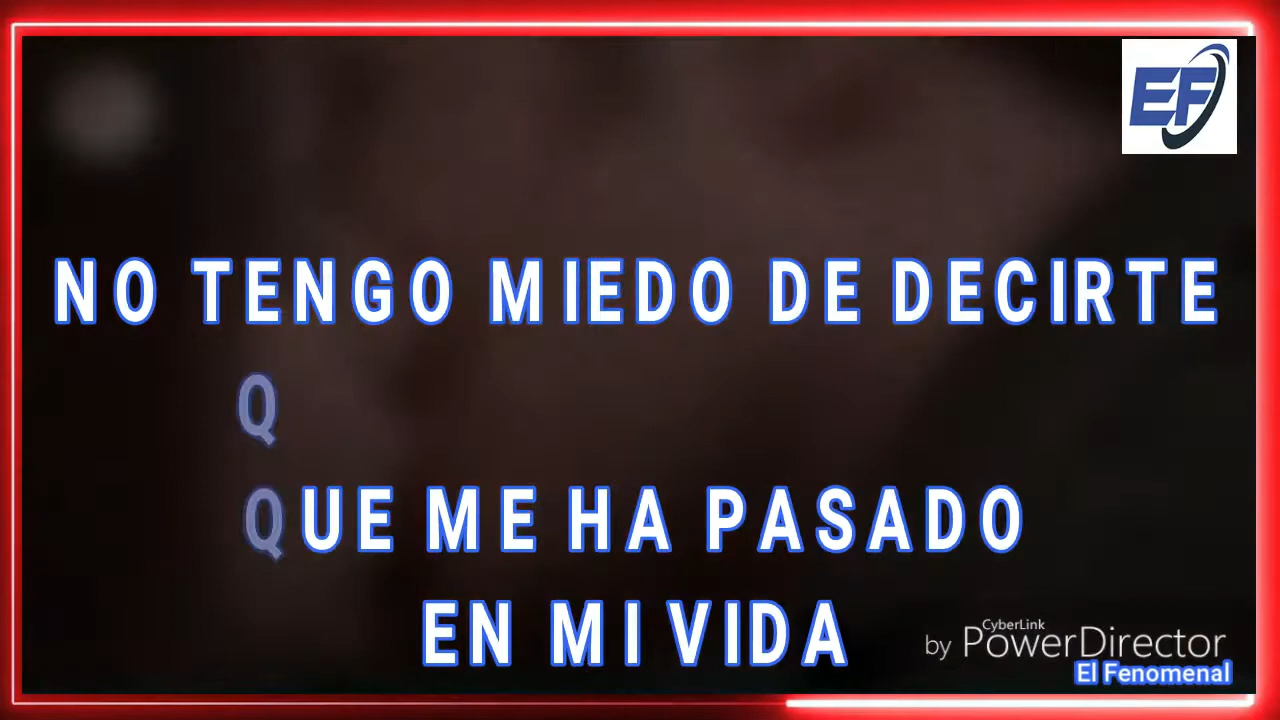 EF
NO TENGO MIEDO DE DECIRTE
Q
QUE ME HA PASADO
EN MI VIDA
CyberLink
by PowerDirector
El Fenomenal